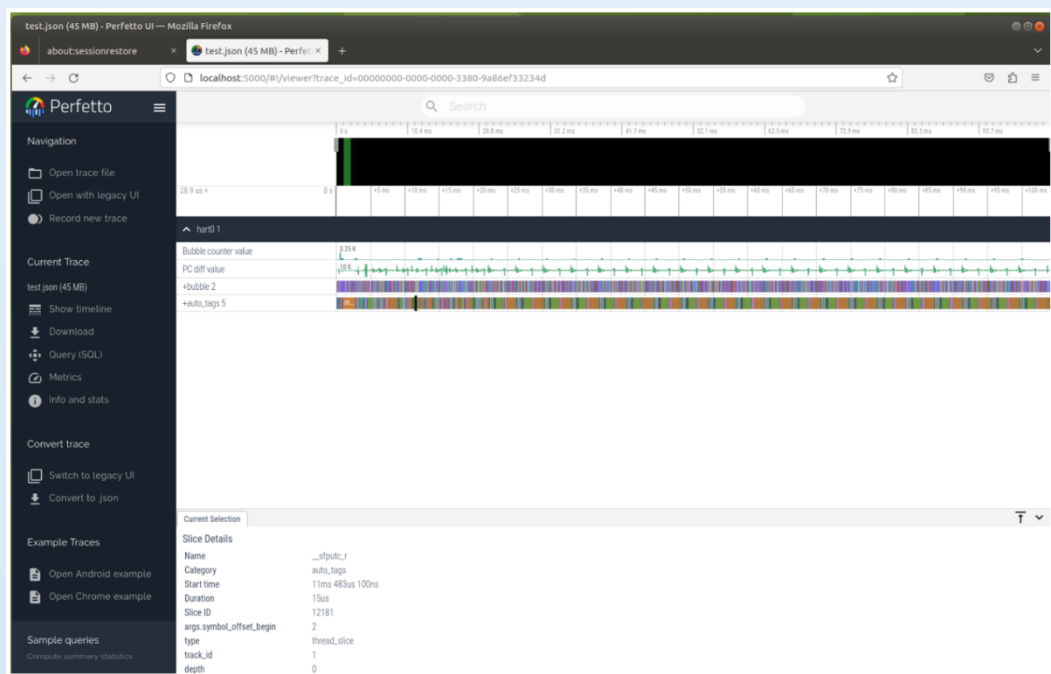 test.json (45 MB) - Perfetto UI — Mozilla Firefox
about:sessionrestore
test.json (45 MB) - Perfet
localhost:5000/#!/viewer?trace_id=00000000-0000-0000-3380-9a86ef33234d
Perfetto
Search
Navigation
Open trace file
Open with legacy UI
Record new trace
Current Trace
test json (45 MB)
Show timeline
Download
Query (SQL)
Metrics
Info and stats
Convert trace
Switch to legacy UI
Convert to .json
Example Traces
Open Android example
Open Chrome example
Sample queries
Compute summary statistics
0 s 10.4 ms 20.8 ms 31.2 ms 41.7 ms 52.1 ms 62.5 ms 72.9 ms 83.3 ms 93.7 ms
28.9 us + 0 s +5 ms +10 ms +15 ms +20 ms +25 ms +30 ms +35 ms +40 ms +45 ms +50 ms +55 ms +60 ms +65 ms +70 ms +75 ms +80 ms +85 ms +90 ms +95 ms +100 ms
hart0 1
Bubble counter value
6.25 K
PC diff value
10 K
+bubble 2
+auto_tags 5
m...
Current Selection
Slice Details
Name __sfputc_r
Category auto_tags
Start time 11ms 483us 100ns
Duration 15us
Slice ID 12181
args.symbol_offset_begin 2
type thread_slice
track_id 1
depth 0